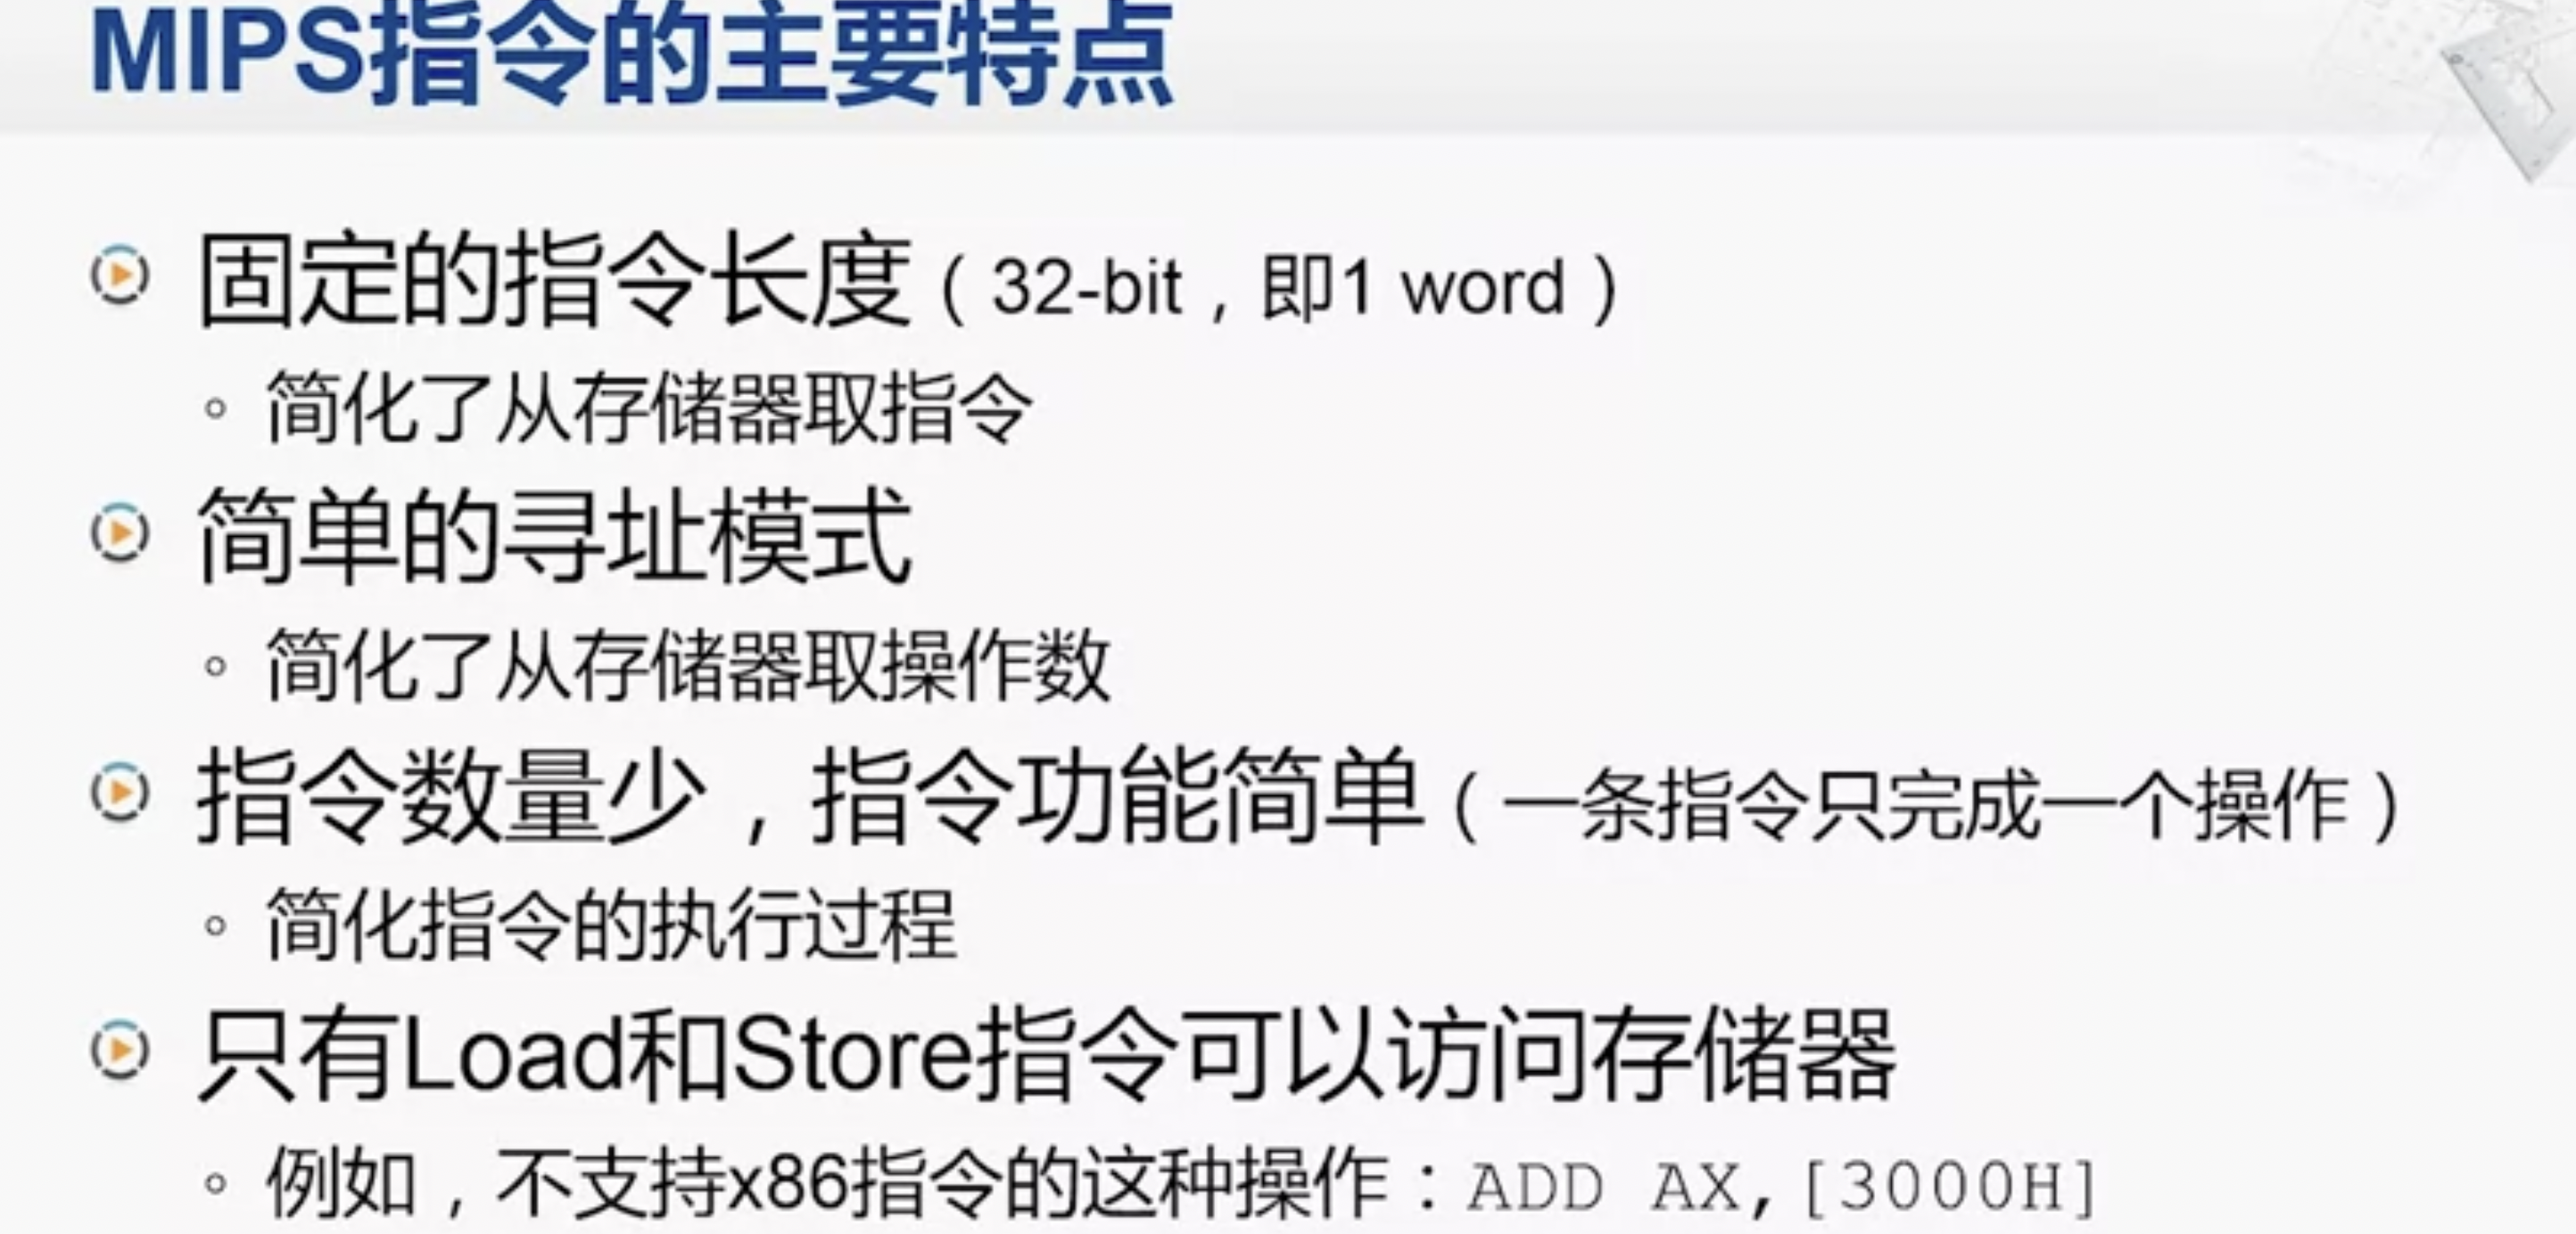 MIPS指令的主要特点
固定的指令长度（32-bit，即1 word）
简化了从存储器取指令
简单的寻址模式
简化了从存储器取操作数
指令数量少，指令功能简单（一条指令只完成一个操作）
简化指令的执行过程
只有Load和Store指令可以访问存储器
例如，不支持x86指令的这种操作：ADD AX,[3000H]